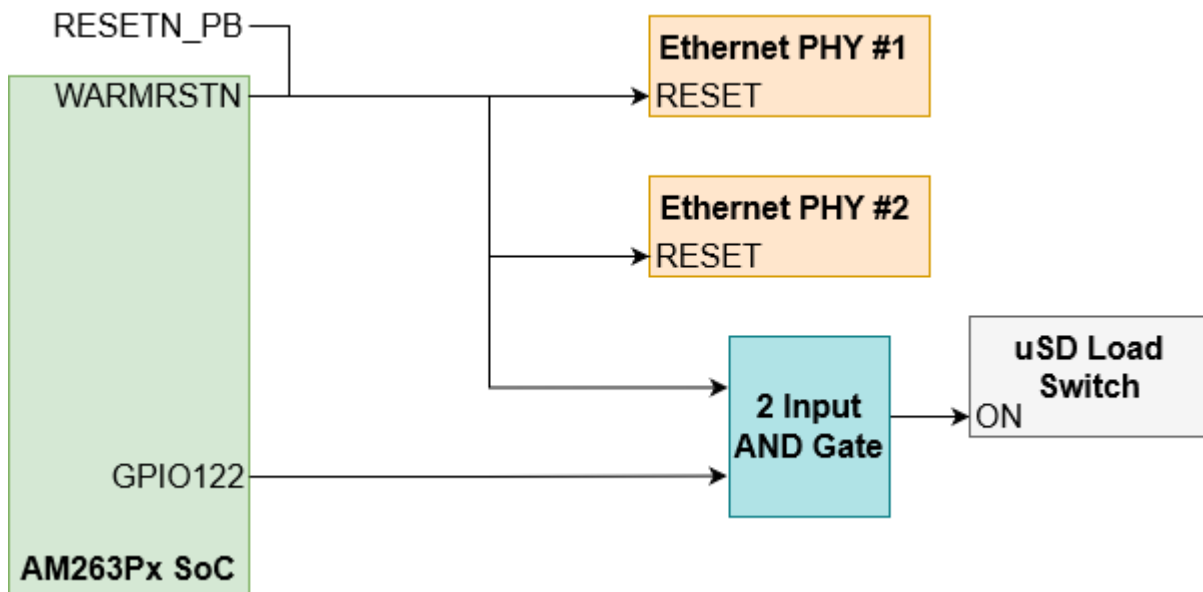 RESETN_PB
WARMRSTN
Ethernet PHY #1
RESET
Ethernet PHY #2
RESET
uSD Load
Switch
ON
2 Input
AND Gate
GPIO122
AM263Px SoC